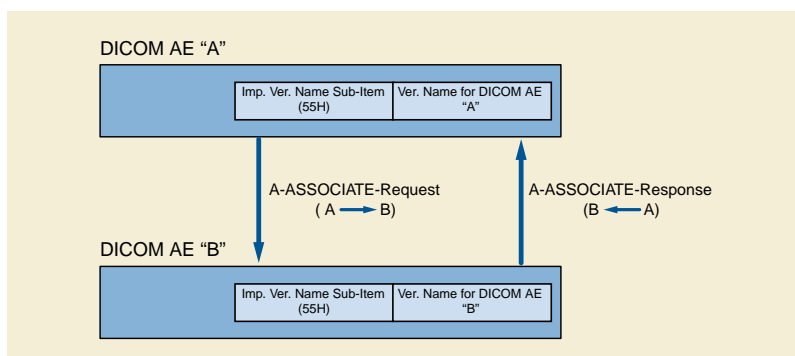 DICOM AE “A”
Imp. Ver. Name Sub-Item
(55H)
Ver. Name for DICOM AE
“A”
A-ASSOCIATE-Request
( A B)
A-ASSOCIATE-Response
(B A)
DICOM AE “B”
Imp. Ver. Name Sub-Item
(55H)
Ver. Name for DICOM AE
“B”